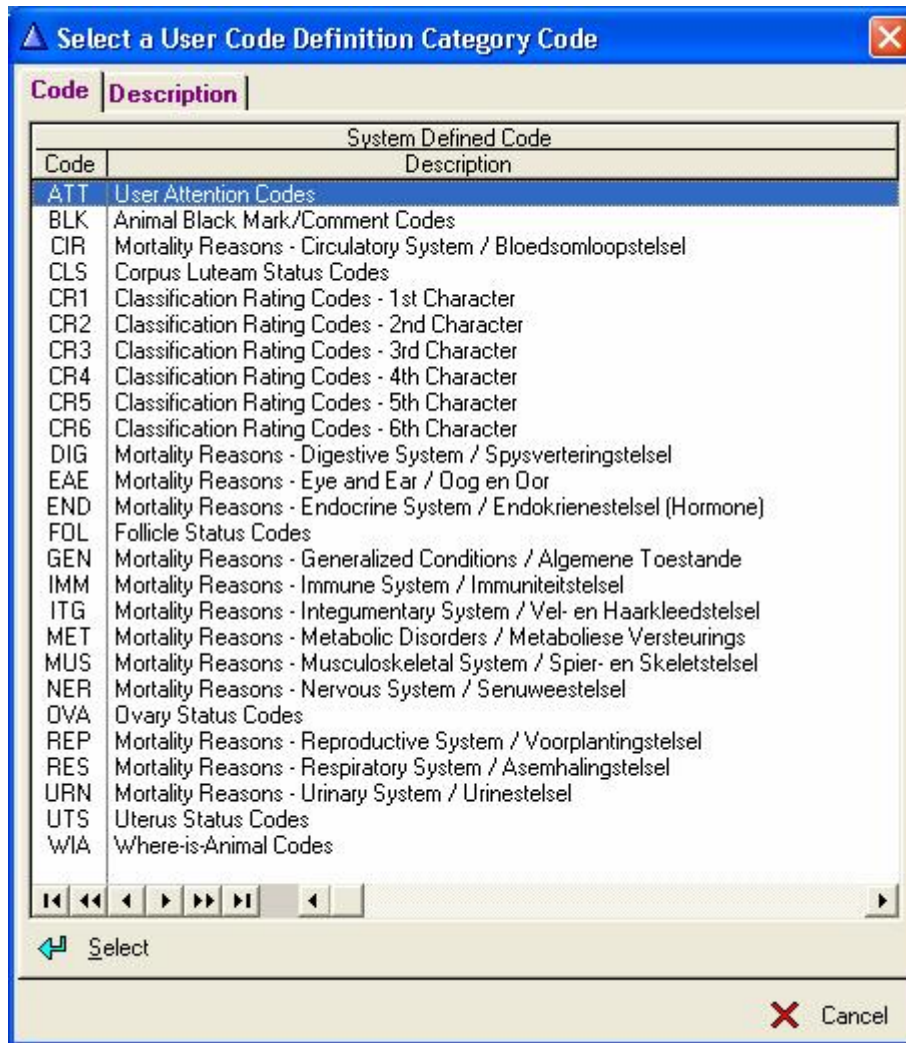 Select a User Code Definition Category Code
Code Description
System Defined Code
Code Description
ATT User Attention Codes
BLK Animal Black Mark/Comment Codes
CIR Mortality Reasons - Circulatory System / Bloedsomloopstelsel
CLS Corpus Luteam Status Codes
CR1 Classification Rating Codes - 1st Character
CR2 Classification Rating Codes - 2nd Character
CR3 Classification Rating Codes - 3rd Character
CR4 Classification Rating Codes - 4th Character
CR5 Classification Rating Codes - 5th Character
CR6 Classification Rating Codes - 6th Character
DIG Mortality Reasons - Digestive System / Spysverteringstelsel
EAE Mortality Reasons - Eye and Ear / Oog en Oor
END Mortality Reasons - Endocrine System / Endokrienestelsel (Hormone)
FOL Follicle Status Codes
GEN Mortality Reasons - Generalized Conditions / Algemene Toestande
IMM Mortality Reasons - Immune System / Immuniteitstelsel
ITG Mortality Reasons - Integumentary System / Vel- en Haarkleedstelsel
MET Mortality Reasons - Metabolic Disorders / Metaboliese Versteurings
MUS Mortality Reasons - Musculoskeletal System / Spier- en Skeletstelsel
NER Mortality Reasons - Nervous System / Senuweestelsel
OVA Ovary Status Codes
REP Mortality Reasons - Reproductive System / Voorplantingstelsel
RES Mortality Reasons - Respiratory System / Asemhalingstelsel
URN Mortality Reasons - Urinary System / Urinestelsel
UTS Uterus Status Codes
WIA Where-is-Animal Codes
Select
Cancel